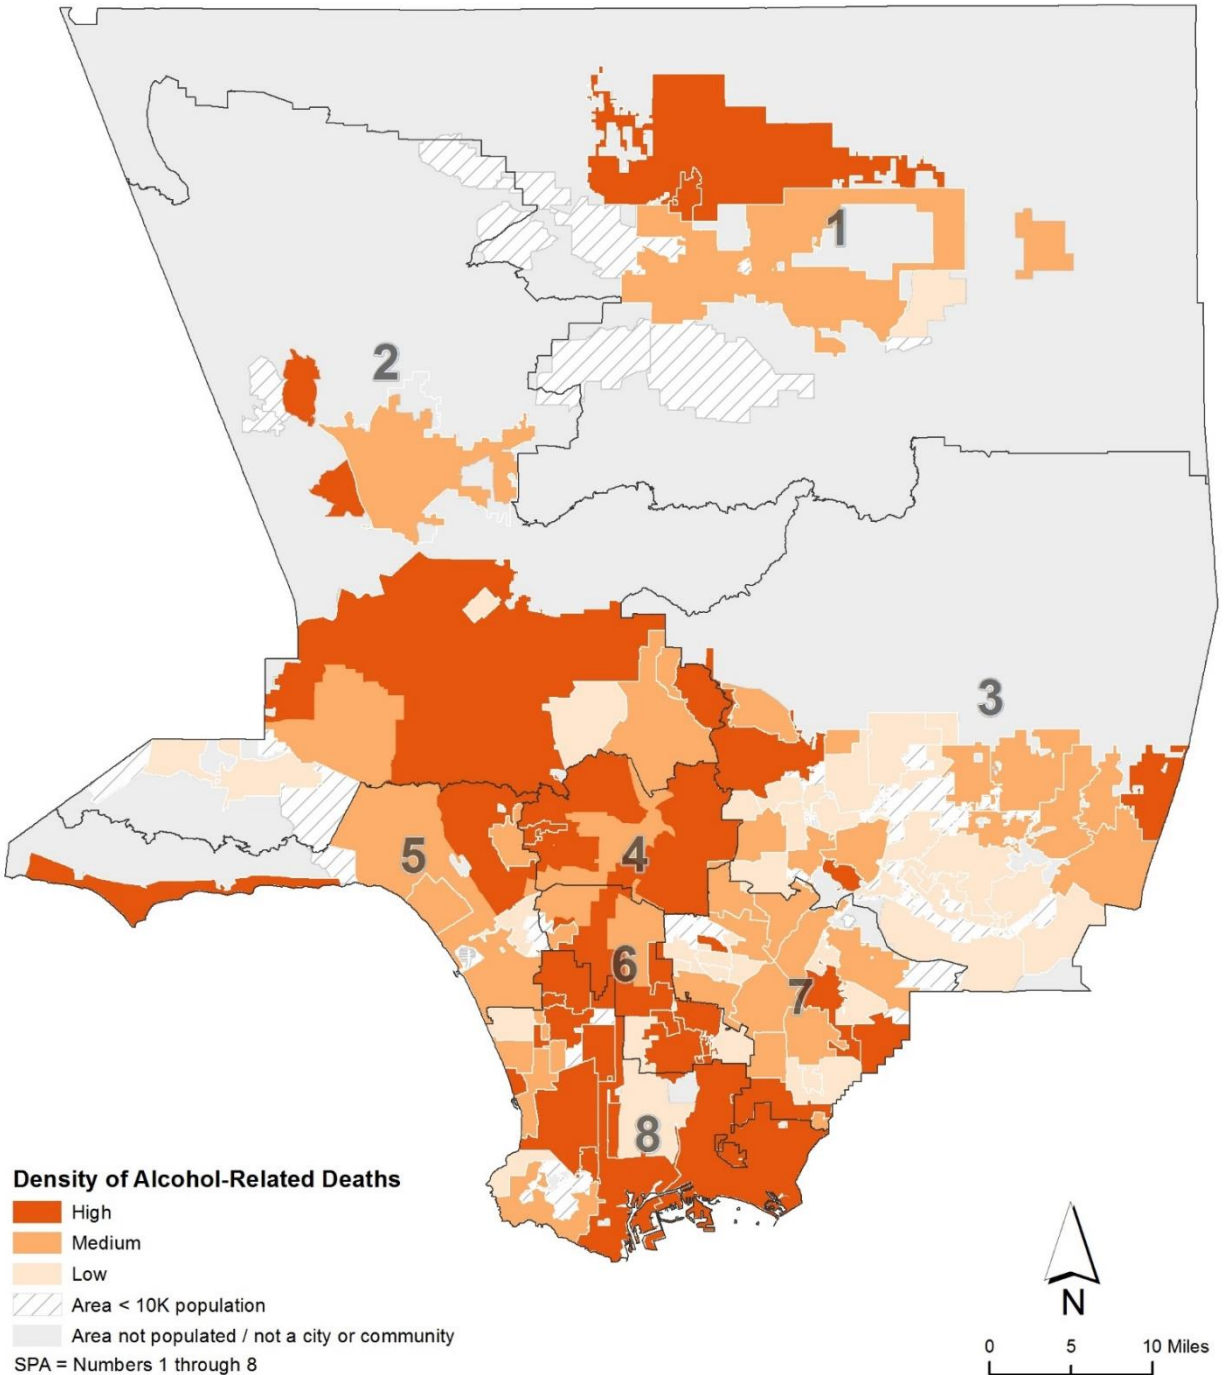 1
2
3
4
5
6
7
8
Density of Alcohol-Related Deaths
High
Medium
Low
Area < 10K population
Area not populated / not a city or community
SPA = Numbers 1 through 8
N
0 5 10 Miles